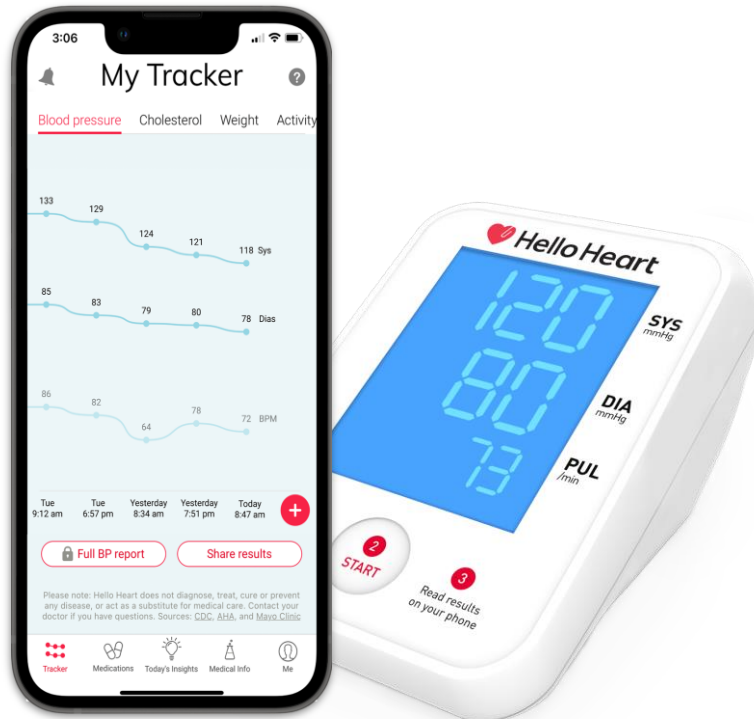 3:06
My Tracker
?
Blood pressure Cholesterol Weight Activity
133 129 124 121 118 Sys
85 83 79 80 78 Dias
86 82 64 78 72 BPM
Tue Tue Yesterday Yesterday Today
9:12 am 6:57 pm 8:34 am 7:51 pm 8:47 am
+
Full BP report Share results
Please note: Hello Heart does not diagnose, treat, cure or prevent
any disease, or act as a substitute for medical care. Contact your
doctor if you have questions. Sources: CDC, AHA, and Mayo Clinic
Tracker Medications Today's Insights Medical Info Me
Hello Heart
120 SYS
mmHg
80 DIA
mmHg
73 PUL
/min
2
START
3
Read results
on your phone